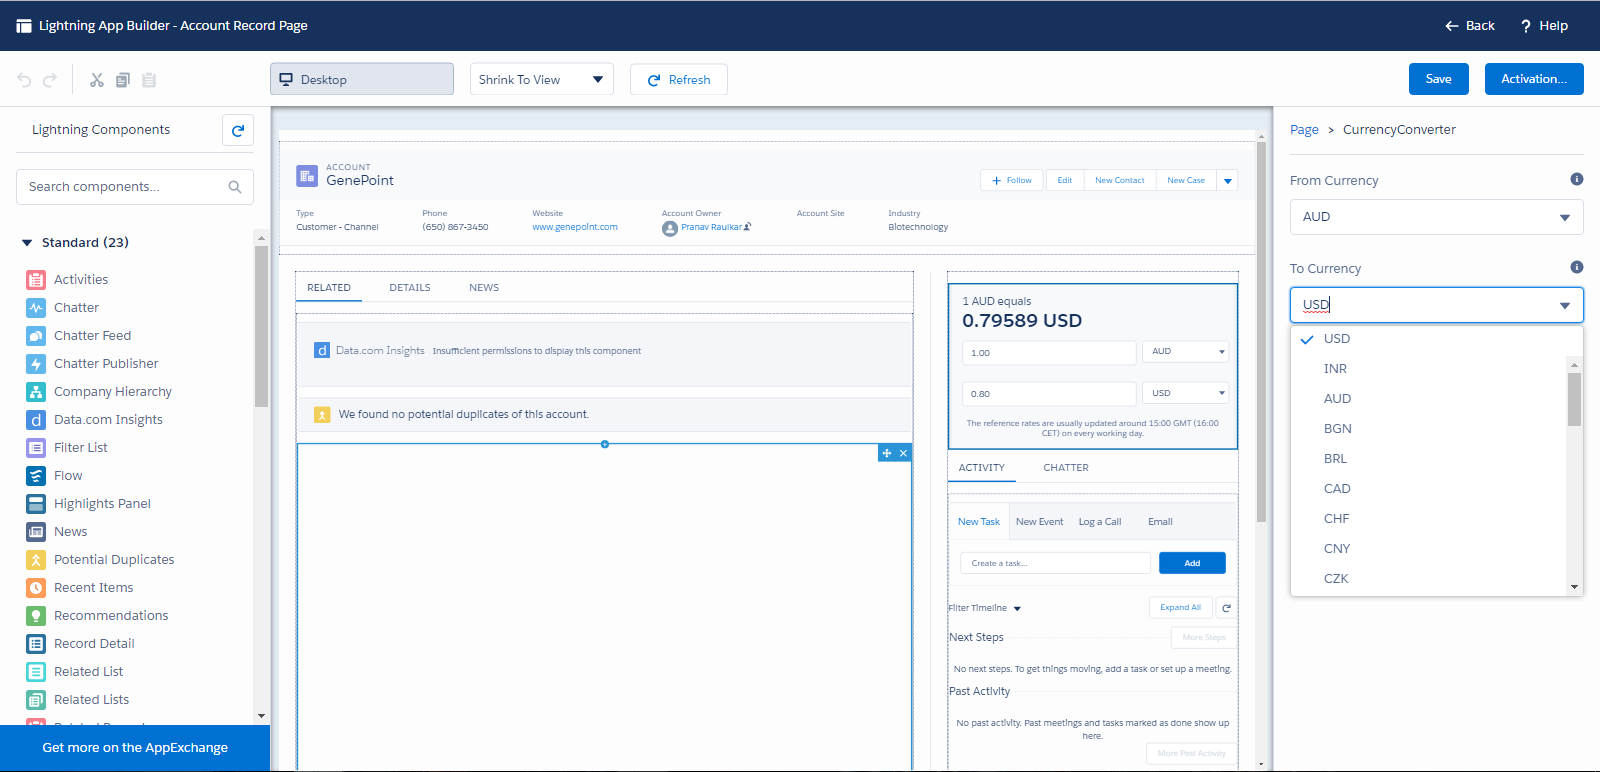 Lightning App Builder - Account Record Page
Back
Help
Desktop
Shrink To View
Refresh
Save
Activation...
Lightning Components
Search components...
Standard (23)
Activities
Chatter
Chatter Feed
Chatter Publisher
Company Hierarchy
Data.com Insights
Filter List
Flow
Highlights Panel
News
Potential Duplicates
Recent Items
Recommendations
Record Detail
Related List
Related Lists
Get more on the AppExchange
ACCOUNT
GenePoint
Follow
Edit
New Contact
New Case
Type
Phone
Website
Account Owner
Account Site
Industry
Customer - Channel
(650) 867-3450
www.genepoint.com
Pranav Raulkar
Biotechnology
RELATED
DETAILS
NEWS
d Data.com Insights Insufficient permissions to display this component
We found no potential duplicates of this account.
1 AUD equals
0.79589 USD
1.00
AUD
0.80
USD
The reference rates are usually updated around 15:00 GMT (16:00
CET) on every working day.
ACTIVITY
CHATTER
New Task
New Event
Log a Call
Email
Create a task...
Add
Filter Timeline
Expand All
Next Steps
More Steps
No next steps. To get things moving, add a task or set up a meeting.
Past Activity
No past activity. Past meetings and tasks marked as done show up
here.
More Past Activity
Page > CurrencyConverter
From Currency
AUD
To Currency
USD
USD
INR
AUD
BGN
BRL
CAD
CHF
CNY
CZK